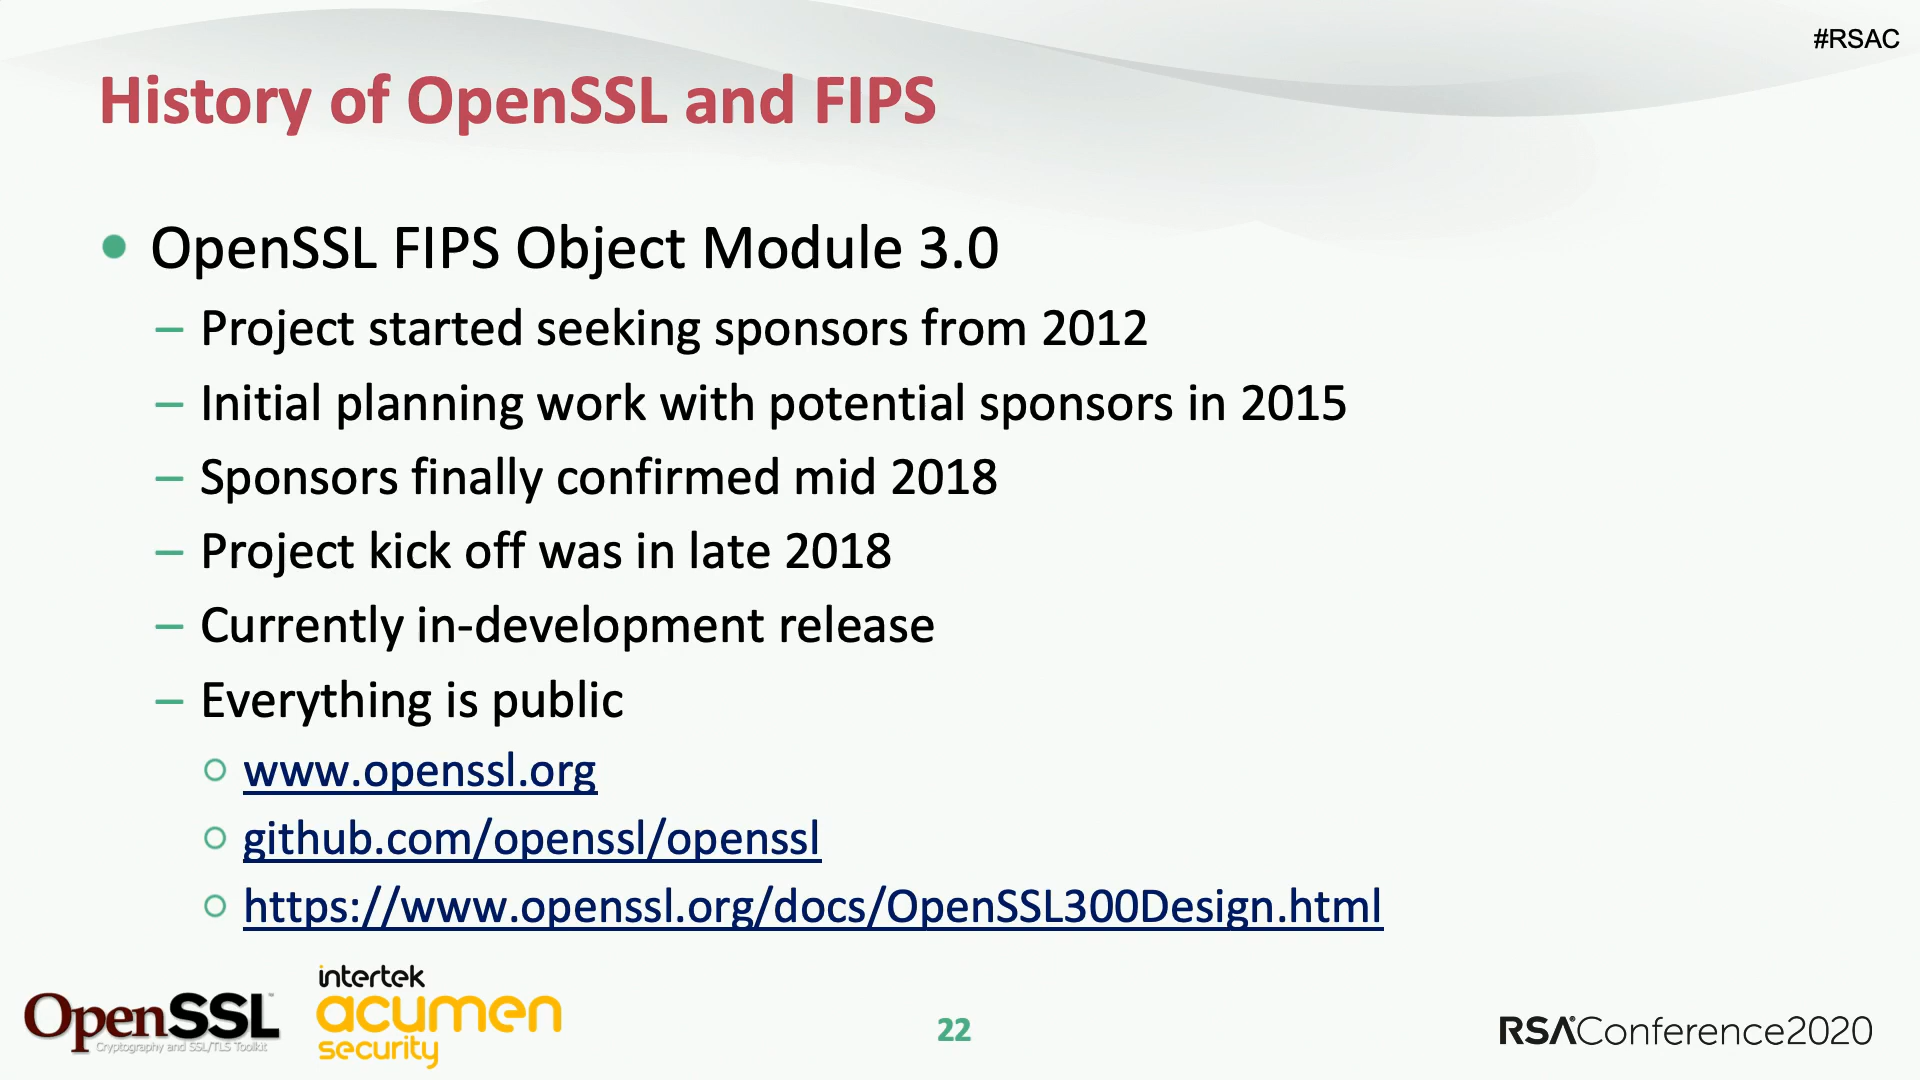 #RSAC
History of OpenSSL and FIPS
• OpenSSL FIPS Object Module 3.0
– Project started seeking sponsors from 2012
– Initial planning work with potential sponsors in 2015
– Sponsors finally confirmed mid 2018
– Project kick off was in late 2018
– Currently in-development release
– Everything is public
○ www.openssl.org
○ github.com/openssl/openssl
○ https://www.openssl.org/docs/OpenSSL300Design.html
OpenSSL™
Cryptography and SSL/TLS Toolkit
intertek
acumen
security
22
RSA®Conference2020